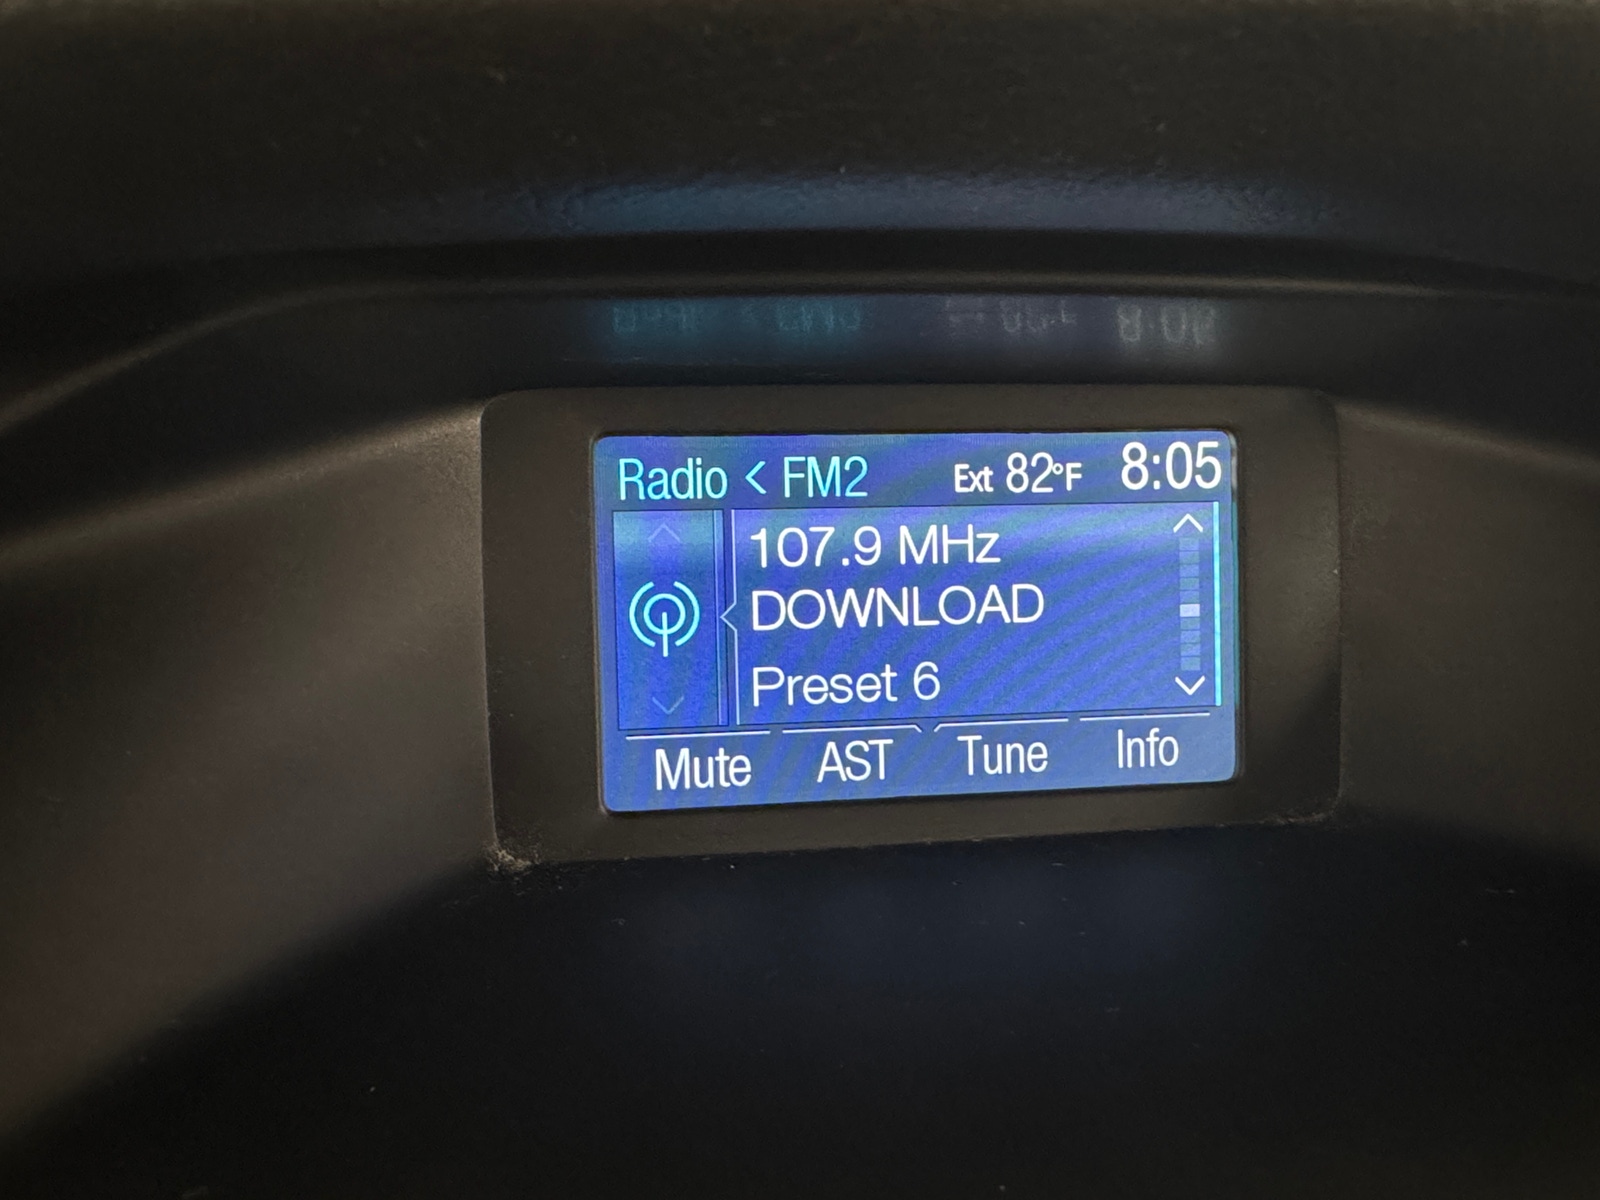 Radio < FM2 Ext 82°F 8:05
107.9 MHz
DOWNLOAD
Preset 6
Mute AST Tune Info